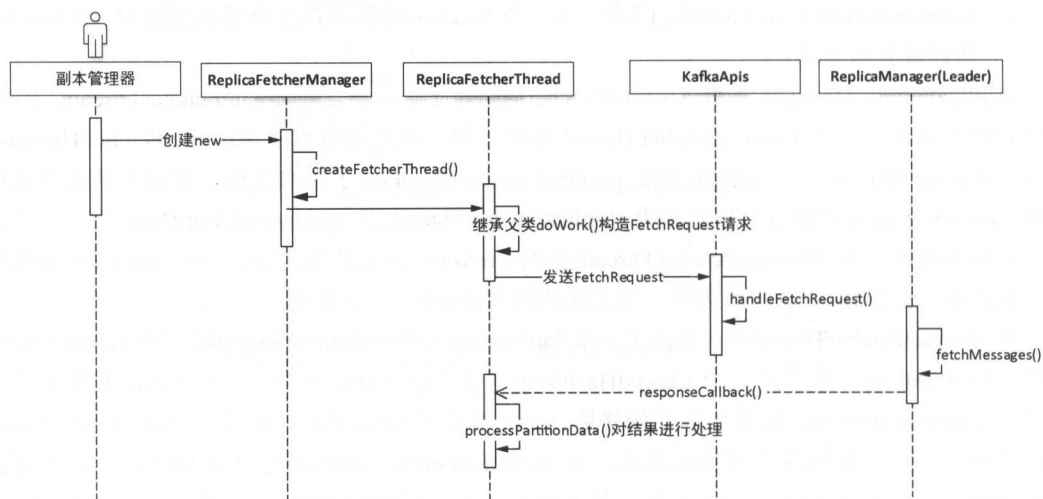 副本管理器
ReplicaFetcherManager
ReplicaFetcherThread
KafkaApis
ReplicaManager(Leader)
创建new
createFetcherThread()
继承父类doWork()构造FetchRequest请求
发送FetchRequest
handleFetchRequest()
fetchMessages()
responseCallback()
processPartitionData()对结果进行处理